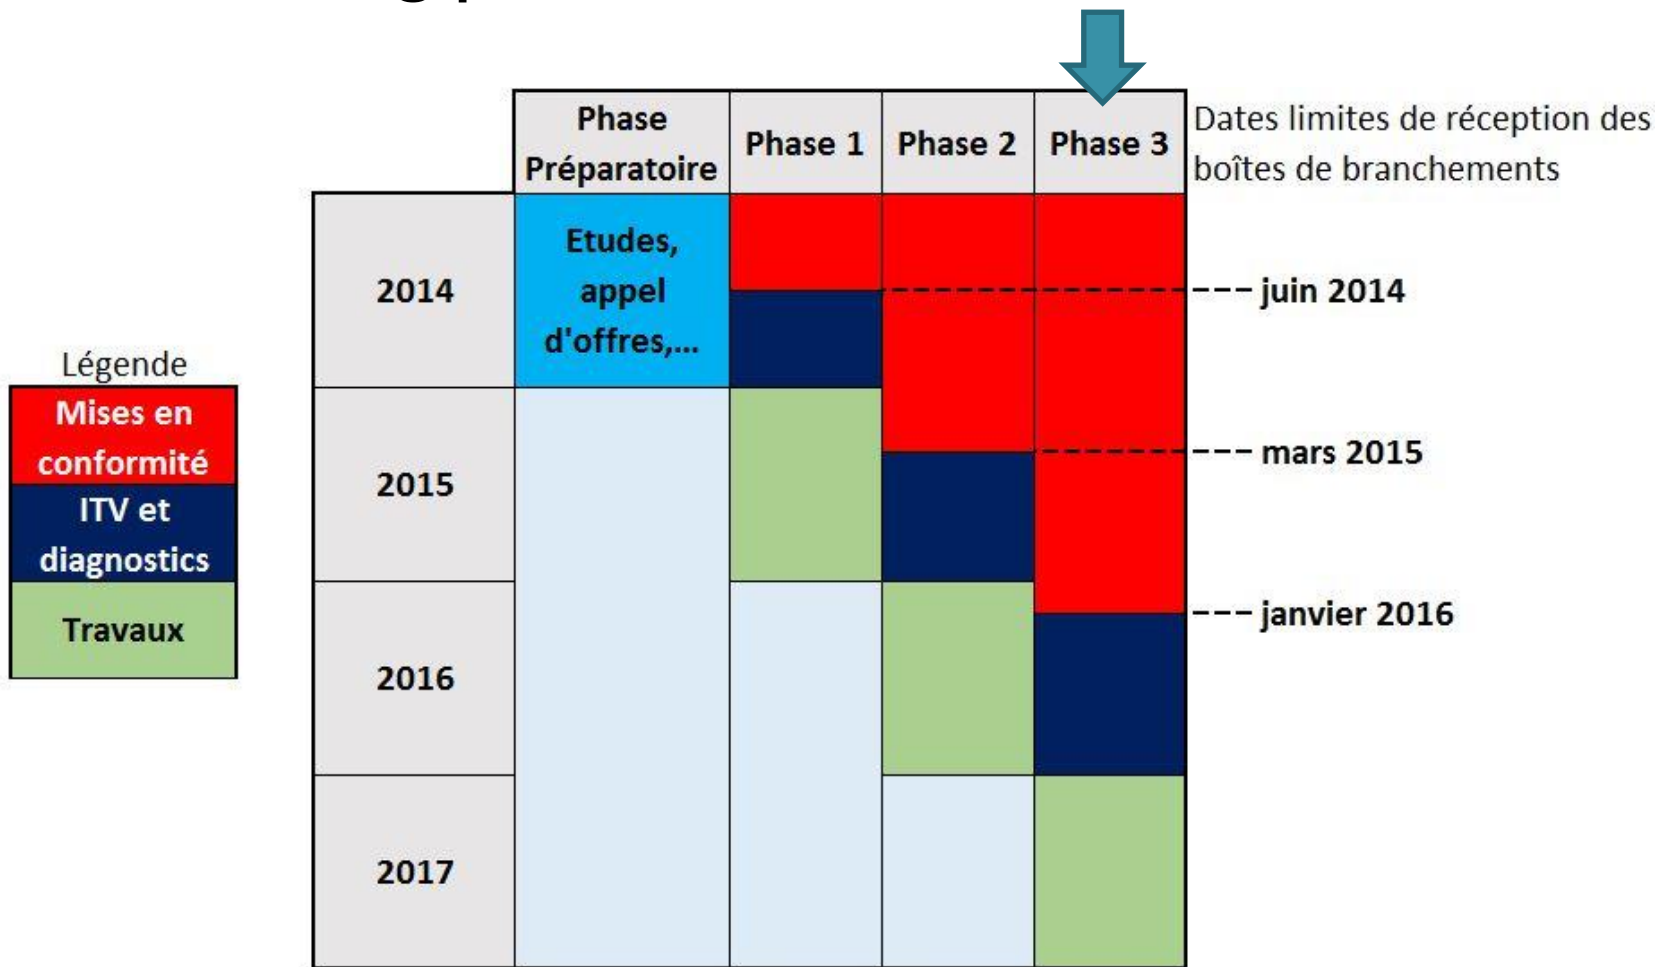 Phase
Préparatoire
Phase 1
Phase 2
Phase 3
Dates limites de réception des
boîtes de branchements
2014
Etudes,
appel
d'offres,...
juin 2014
Légende
Mises en
conformité
ITV et
diagnostics
Travaux
2015
mars 2015
2016
janvier 2016
2017